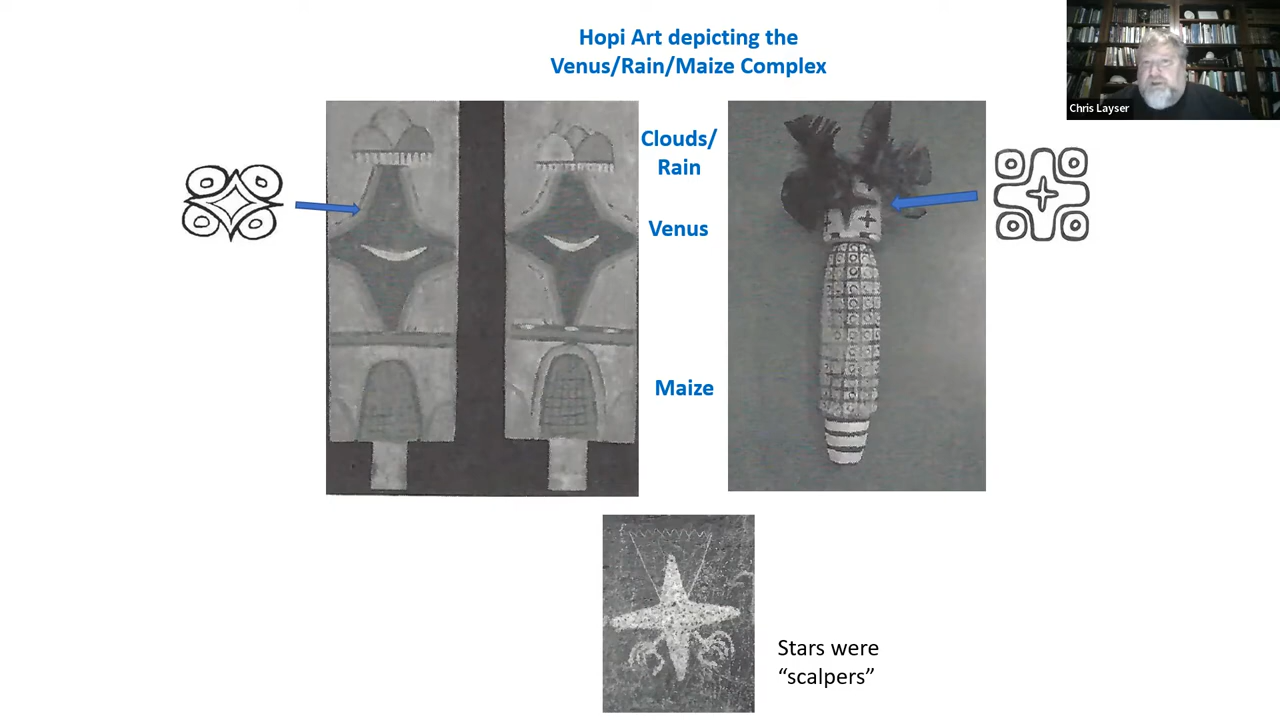 Hopi Art depicting the
Venus/Rain/Maize Complex
Chris Layser
Clouds/
Rain
Venus
Maize
Stars were
“scalpers”